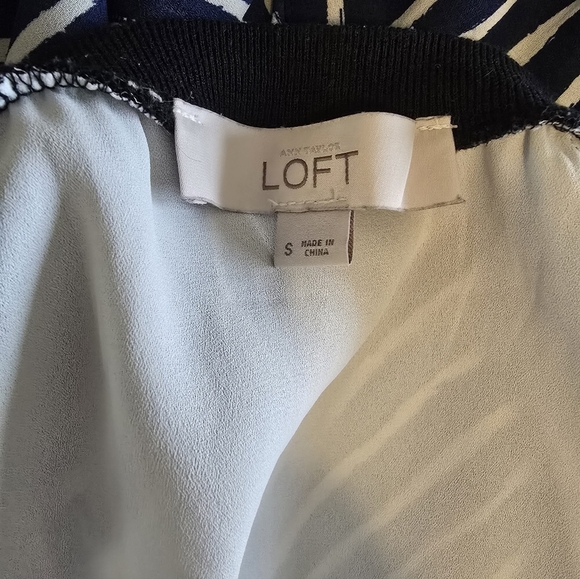 ANN TAYLOR
LOFT
S
MADE IN
CHINA